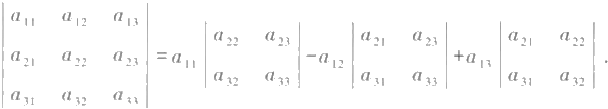 | a₁₁ a₁₂ a₁₃ |
| a₂₁ a₂₂ a₂₃ |
| a₃₁ a₃₂ a₃₃ | = a₁₁ | a₂₂ a₂₃ |
| a₃₂ a₃₃ | − a₁₂ | a₂₁ a₂₃ |
| a₃₁ a₃₃ | + a₁₃ | a₂₁ a₂₂ |
| a₃₁ a₃₂ | .